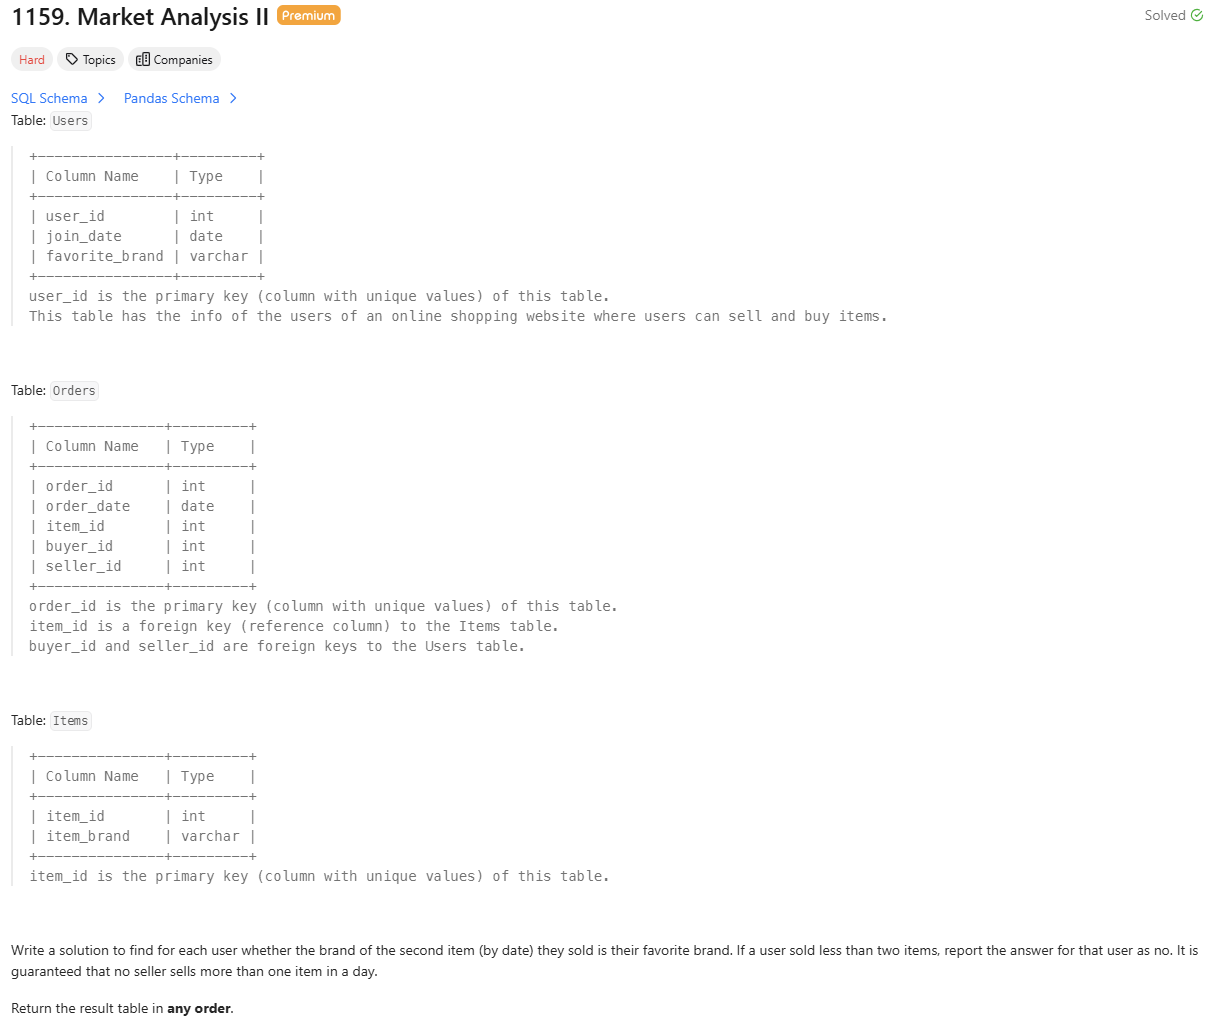 1159. Market Analysis II Premium Solved
Hard Topics Companies
SQL Schema > Pandas Schema >
Table: Users
+----------------+---------+
| Column Name    | Type    |
+----------------+---------+
| user_id        | int     |
| join_date      | date    |
| favorite_brand | varchar |
+----------------+---------+
user_id is the primary key (column with unique values) of this table.
This table has the info of the users of an online shopping website where users can sell and buy items.
Table: Orders
+---------------+---------+
| Column Name   | Type    |
+---------------+---------+
| order_id      | int     |
| order_date    | date    |
| item_id       | int     |
| buyer_id      | int     |
| seller_id     | int     |
+---------------+---------+
order_id is the primary key (column with unique values) of this table.
item_id is a foreign key (reference column) to the Items table.
buyer_id and seller_id are foreign keys to the Users table.
Table: Items
+---------------+---------+
| Column Name   | Type    |
+---------------+---------+
| item_id       | int     |
| item_brand    | varchar |
+---------------+---------+
item_id is the primary key (column with unique values) of this table.
Write a solution to find for each user whether the brand of the second item (by date) they sold is their favorite brand. If a user sold less than two items, report the answer for that user as no. It is
guaranteed that no seller sells more than one item in a day.
Return the result table in any order.